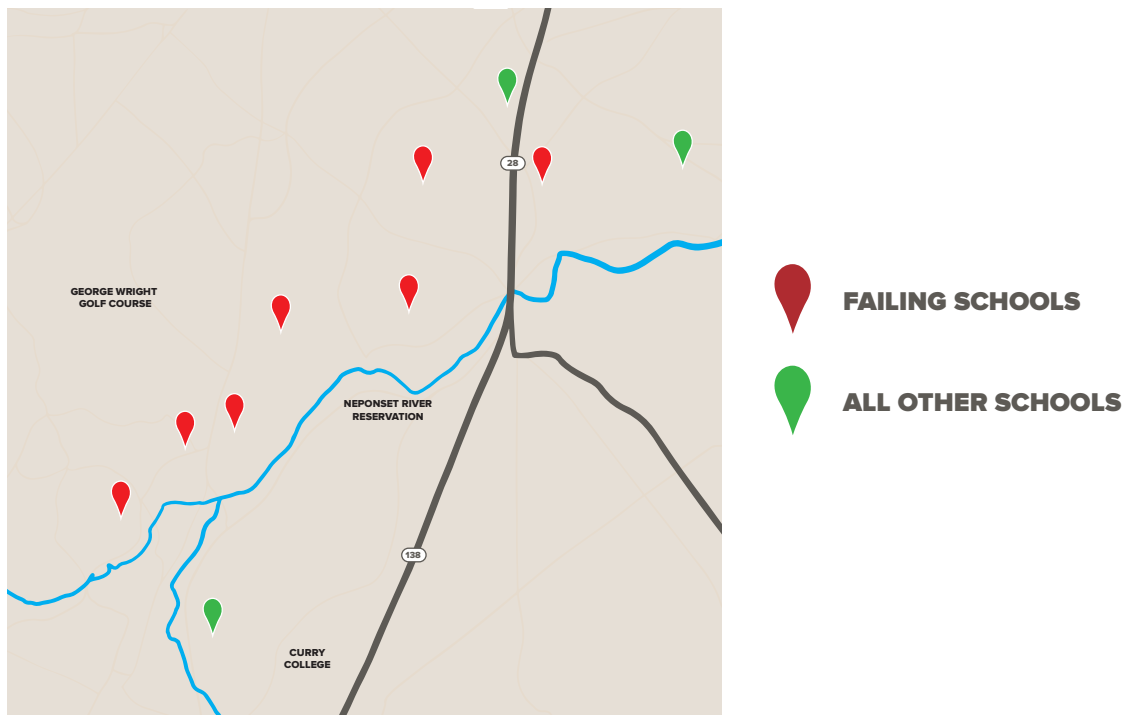 28
GEORGE WRIGHT
GOLF COURSE
NEPONSET RIVER
RESERVATION
138
CURRY
COLLEGE
FAILING SCHOOLS
ALL OTHER SCHOOLS